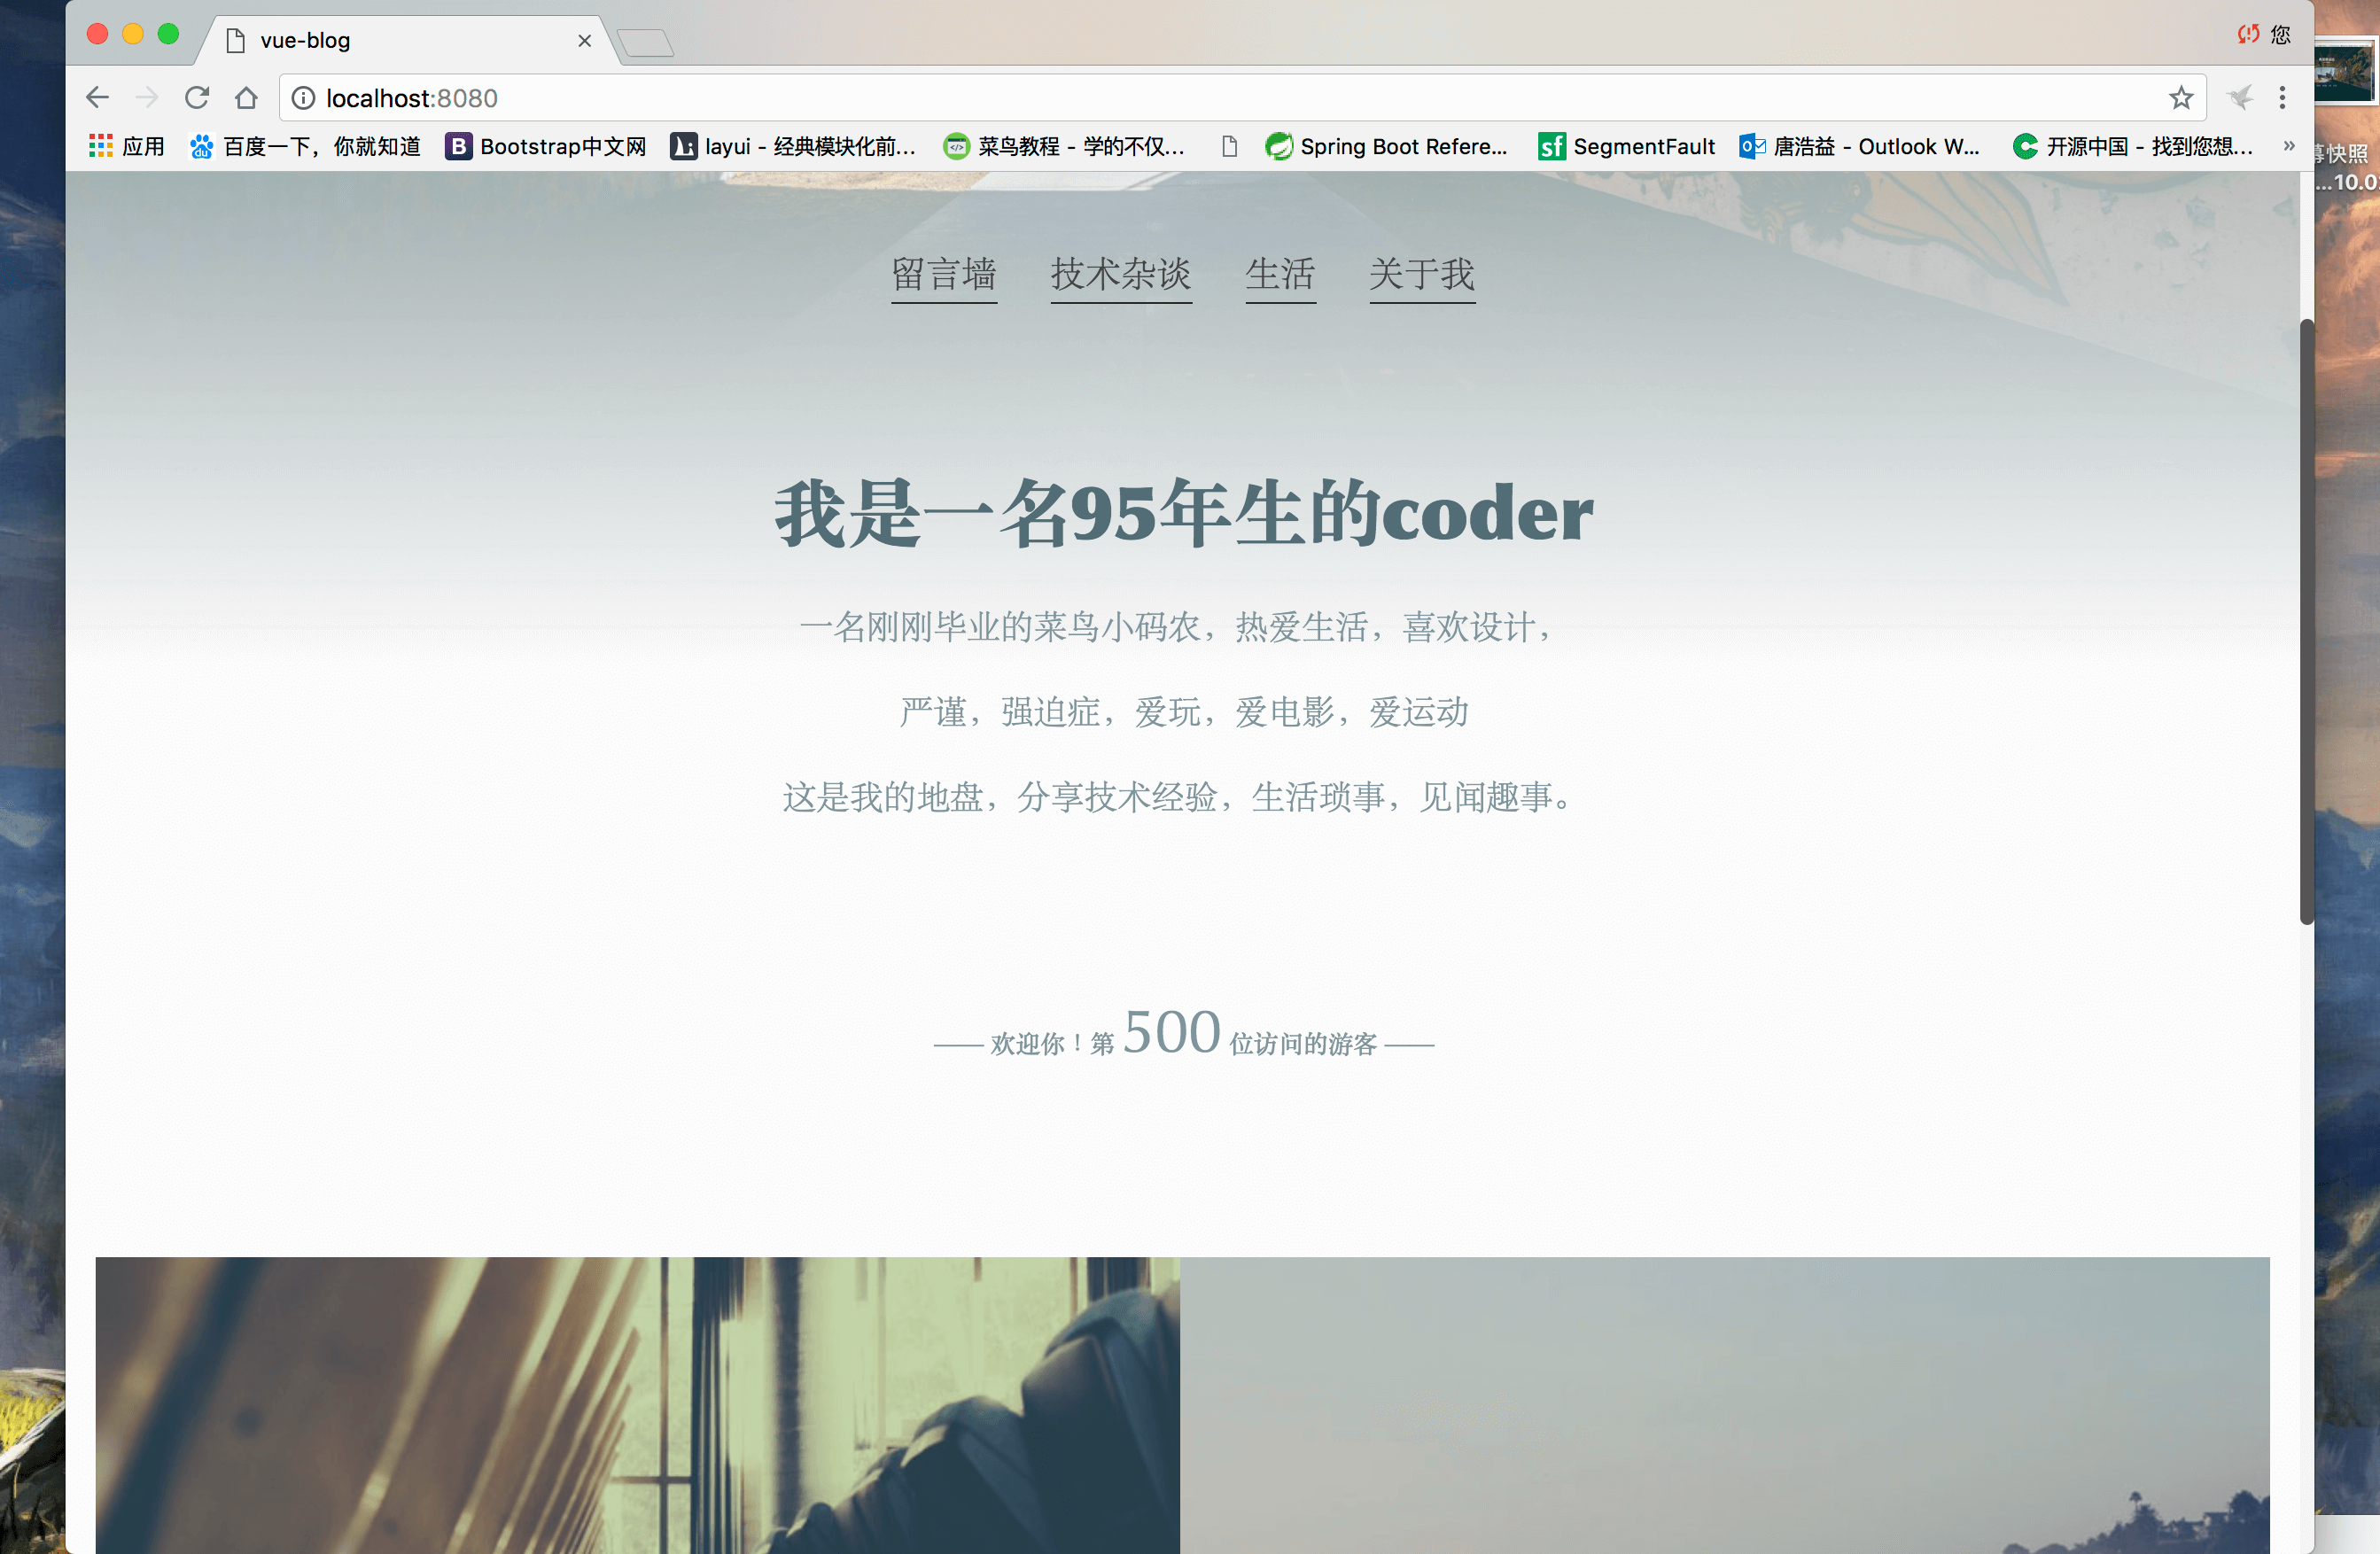 vue-blog
您
localhost:8080
应用 百度一下，你就知道 Bootstrap中文网 layui - 经典模块化前... 菜鸟教程 - 学的不仅... Spring Boot Refere... SegmentFault 唐浩益 - Outlook W... 开源中国 - 找到您想... »
幕快照
...10.0
留言墙 技术杂谈 生活 关于我
我是一名95年生的coder
一名刚刚毕业的菜鸟小码农，热爱生活，喜欢设计，
严谨，强迫症，爱玩，爱电影，爱运动
这是我的地盘，分享技术经验，生活琐事，见闻趣事。
—— 欢迎你！第 500 位访问的游客 ——